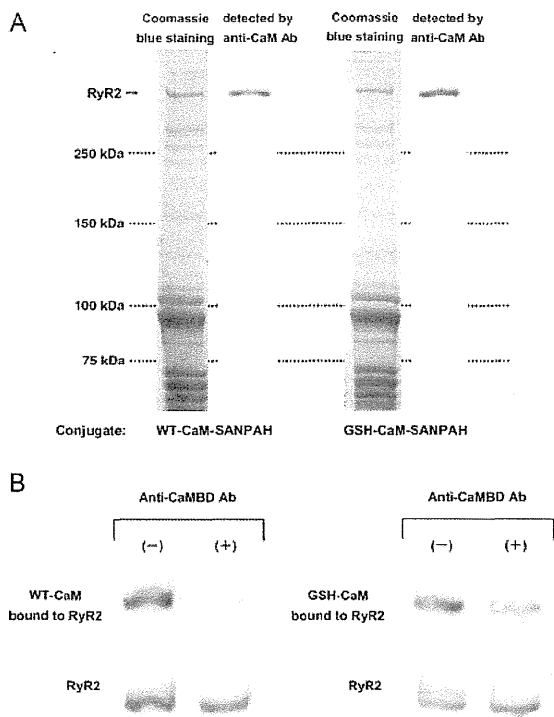 A
Coomassie blue staining
detected by anti-CaM Ab
Coomassie blue staining
detected by anti-CaM Ab
RyR2
250 kDa
150 kDa
100 kDa
75 kDa
Conjugate: WT-CaM-SANPAH GSH-CaM-SANPAH
B
Anti-CaMBD Ab
Anti-CaMBD Ab
(−) (+)
(−) (+)
WT-CaM
bound to RyR2
GSH-CaM
bound to RyR2
RyR2
RyR2